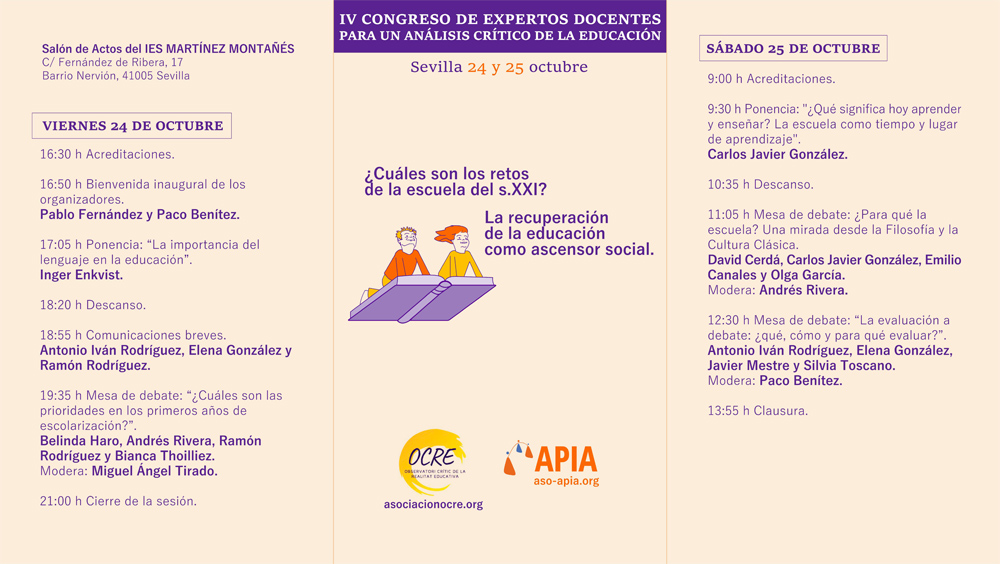 Salón de Actos del IES MARTÍNEZ MONTAÑÉS
C/ Fernández de Ribera, 17
Barrio Nervión, 41005 Sevilla
VIERNES 24 DE OCTUBRE
16:30 h Acreditaciones.
16:50 h Bienvenida inaugural de los
organizadores.
Pablo Fernández y Paco Benítez.
17:05 h Ponencia: “La importancia del
lenguaje en la educación”.
Inger Enkvist.
18:20 h Descanso.
18:55 h Comunicaciones breves.
Antonio Iván Rodríguez, Elena González y
Ramón Rodríguez.
19:35 h Mesa de debate: “¿Cuáles son las
prioridades en los primeros años de
escolarización?”.
Belinda Haro, Andrés Rivera, Ramón
Rodríguez y Bianca Thoilliez.
Modera: Miguel Ángel Tirado.
21:00 h Cierre de la sesión.
IV CONGRESO DE EXPERTOS DOCENTES
PARA UN ANÁLISIS CRÍTICO DE LA EDUCACIÓN
Sevilla 24 y 25 octubre
¿Cuáles son los retos
de la escuela del s.XXI?
La recuperación
de la educación
como ascensor social.
OCRE
OBSERVATORI CRÍTIC DE LA
REALITAT EDUCATIVA
asociacionocre.org
APIA
aso-apia.org
SÁBADO 25 DE OCTUBRE
9:00 h Acreditaciones.
9:30 h Ponencia: "¿Qué significa hoy aprender
y enseñar? La escuela como tiempo y lugar
de aprendizaje".
Carlos Javier González.
10:35 h Descanso.
11:05 h Mesa de debate: ¿Para qué la
escuela? Una mirada desde la Filosofía y la
Cultura Clásica.
David Cerdá, Carlos Javier González, Emilio
Canales y Olga García.
Modera: Andrés Rivera.
12:30 h Mesa de debate: “La evaluación a
debate: ¿qué, cómo y para qué evaluar?”.
Antonio Iván Rodríguez, Elena González,
Javier Mestre y Silvia Toscano.
Modera: Paco Benítez.
13:55 h Clausura.